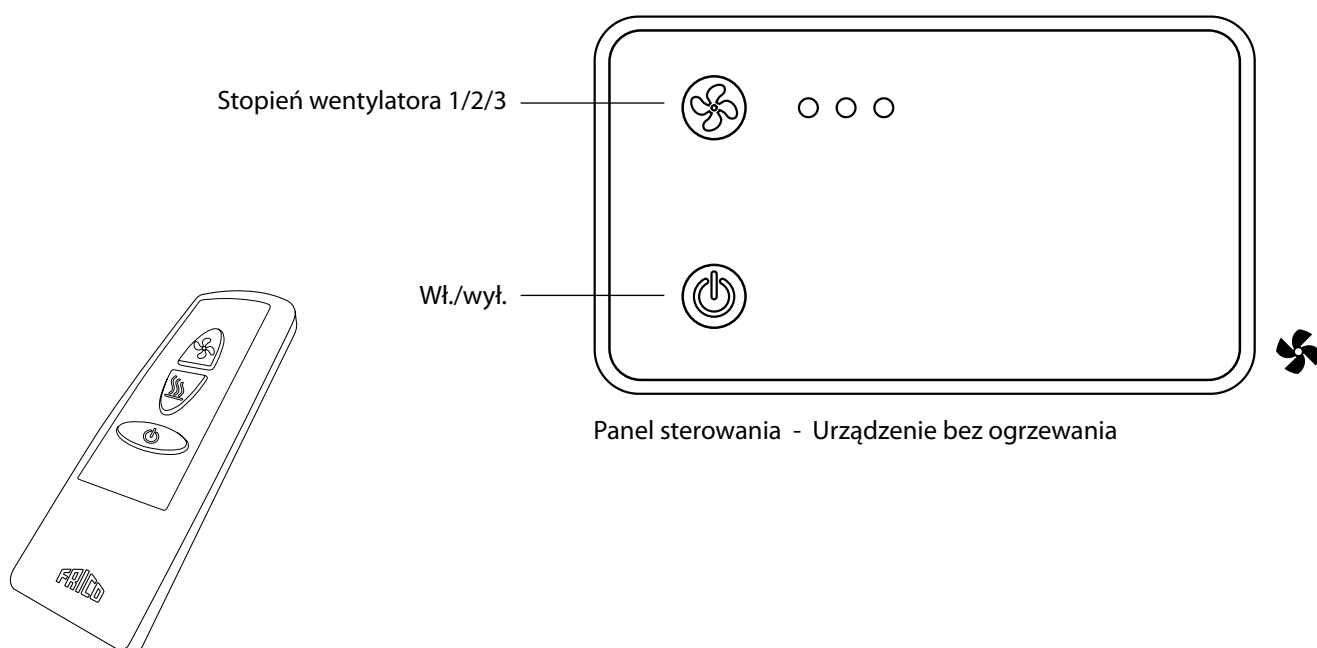 Stopień wentylatora 1/2/3
Wł./wył.
Panel sterowania - Urządzenie bez ogrzewania
FRICO